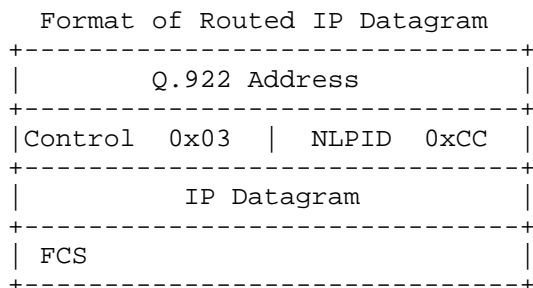 Format of Routed IP Datagram
+-------------------------------+
|         Q.922 Address         |
+-------------------------------+
|Control  0x03  |  NLPID  0xCC  |
+-------------------------------+
|          IP Datagram          |
+-------------------------------+
| FCS                           |
+-------------------------------+